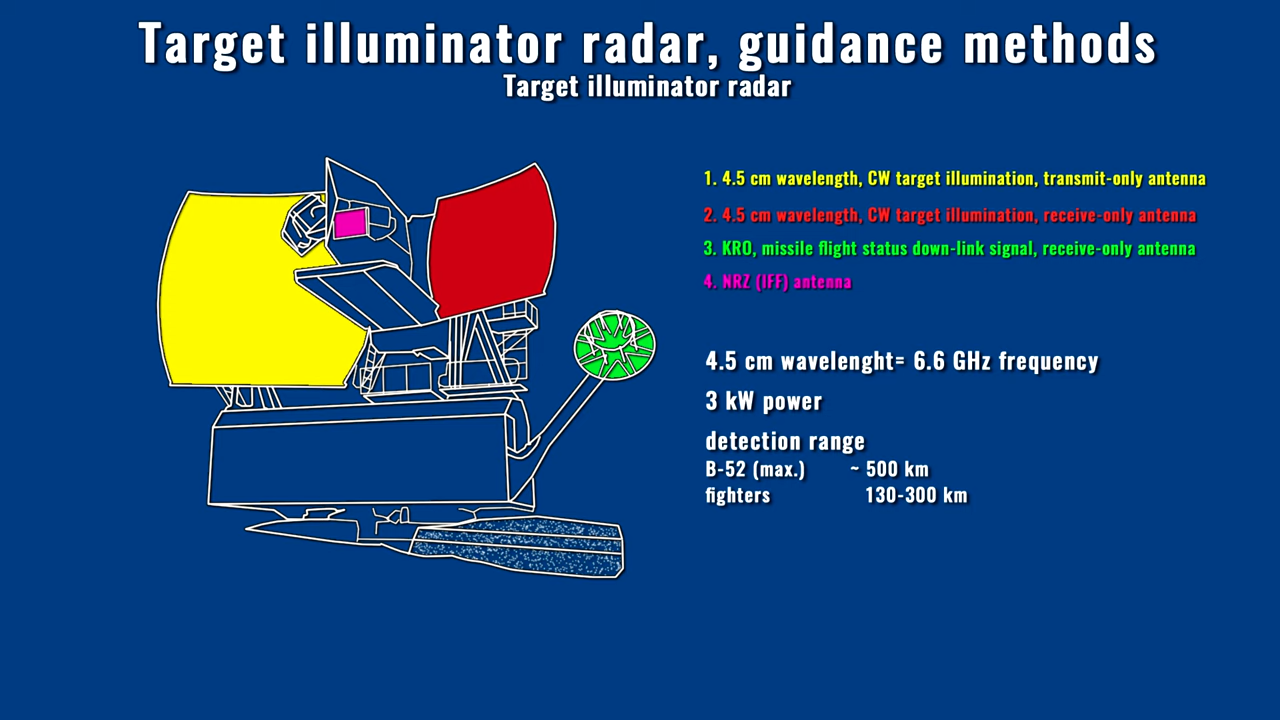 Target illuminator radar, guidance methods
Target illuminator radar
1. 4.5 cm wavelength, CW target illumination, transmit-only antenna
2. 4.5 cm wavelength, CW target illumination, receive-only antenna
3. KRO, missile flight status down-link signal, receive-only antenna
4. NRZ (IFF) antenna
4.5 cm wavelenght= 6.6 GHz frequency
3 kW power
detection range
B-52 (max.) ~ 500 km
fighters 130-300 km